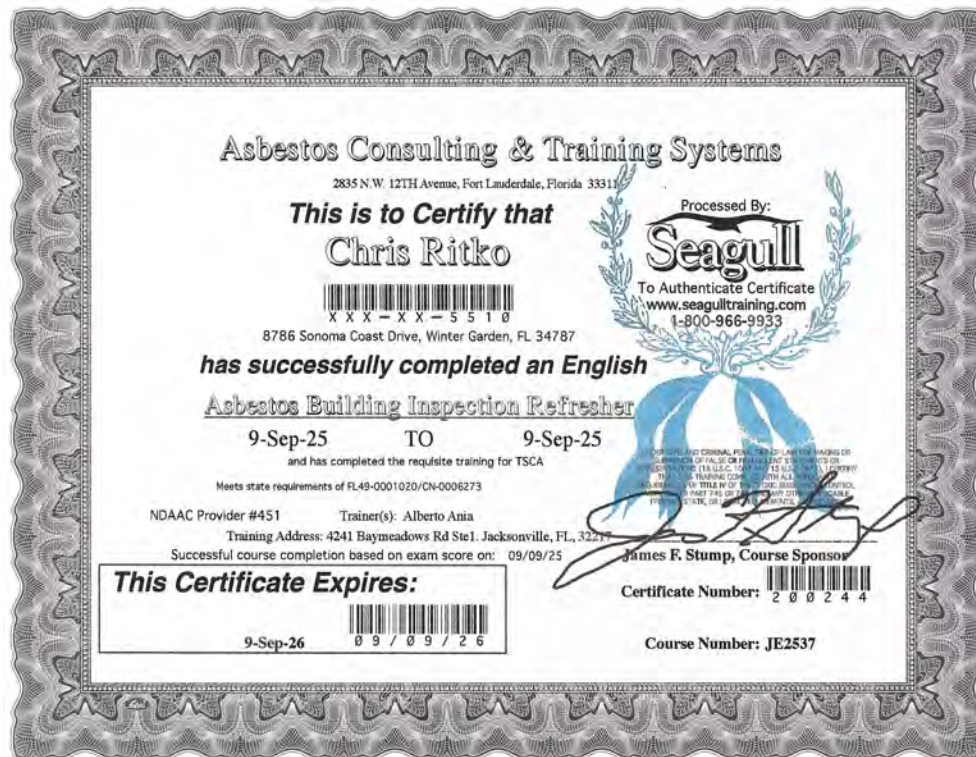 Asbestos Consulting & Training Systems
2835 N.W. 12TH Avenue, Fort Lauderdale, Florida 33311
This is to Certify that
Chris Ritko
XXX-XX-5510
8786 Sonoma Coast Drive, Winter Garden, FL 34787
has successfully completed an English
Asbestos Building Inspection Refresher
9-Sep-25 TO 9-Sep-25
and has completed the requisite training for TSCA
Meets state requirements of FL49-0001020/CN-0006273
NDAAC Provider #451 Trainer(s): Alberto Ania
Training Address: 4241 Baymeadows Rd Ste1. Jacksonville, FL, 32217
Successful course completion based on exam score on: 09/09/25
This Certificate Expires:
9-Sep-26
09/09/26
Processed By:
Seagull
To Authenticate Certificate
www.seagulltraining.com
1-800-966-9933
James F. Stump, Course Sponsor
Certificate Number:
200244
Course Number: JE2537